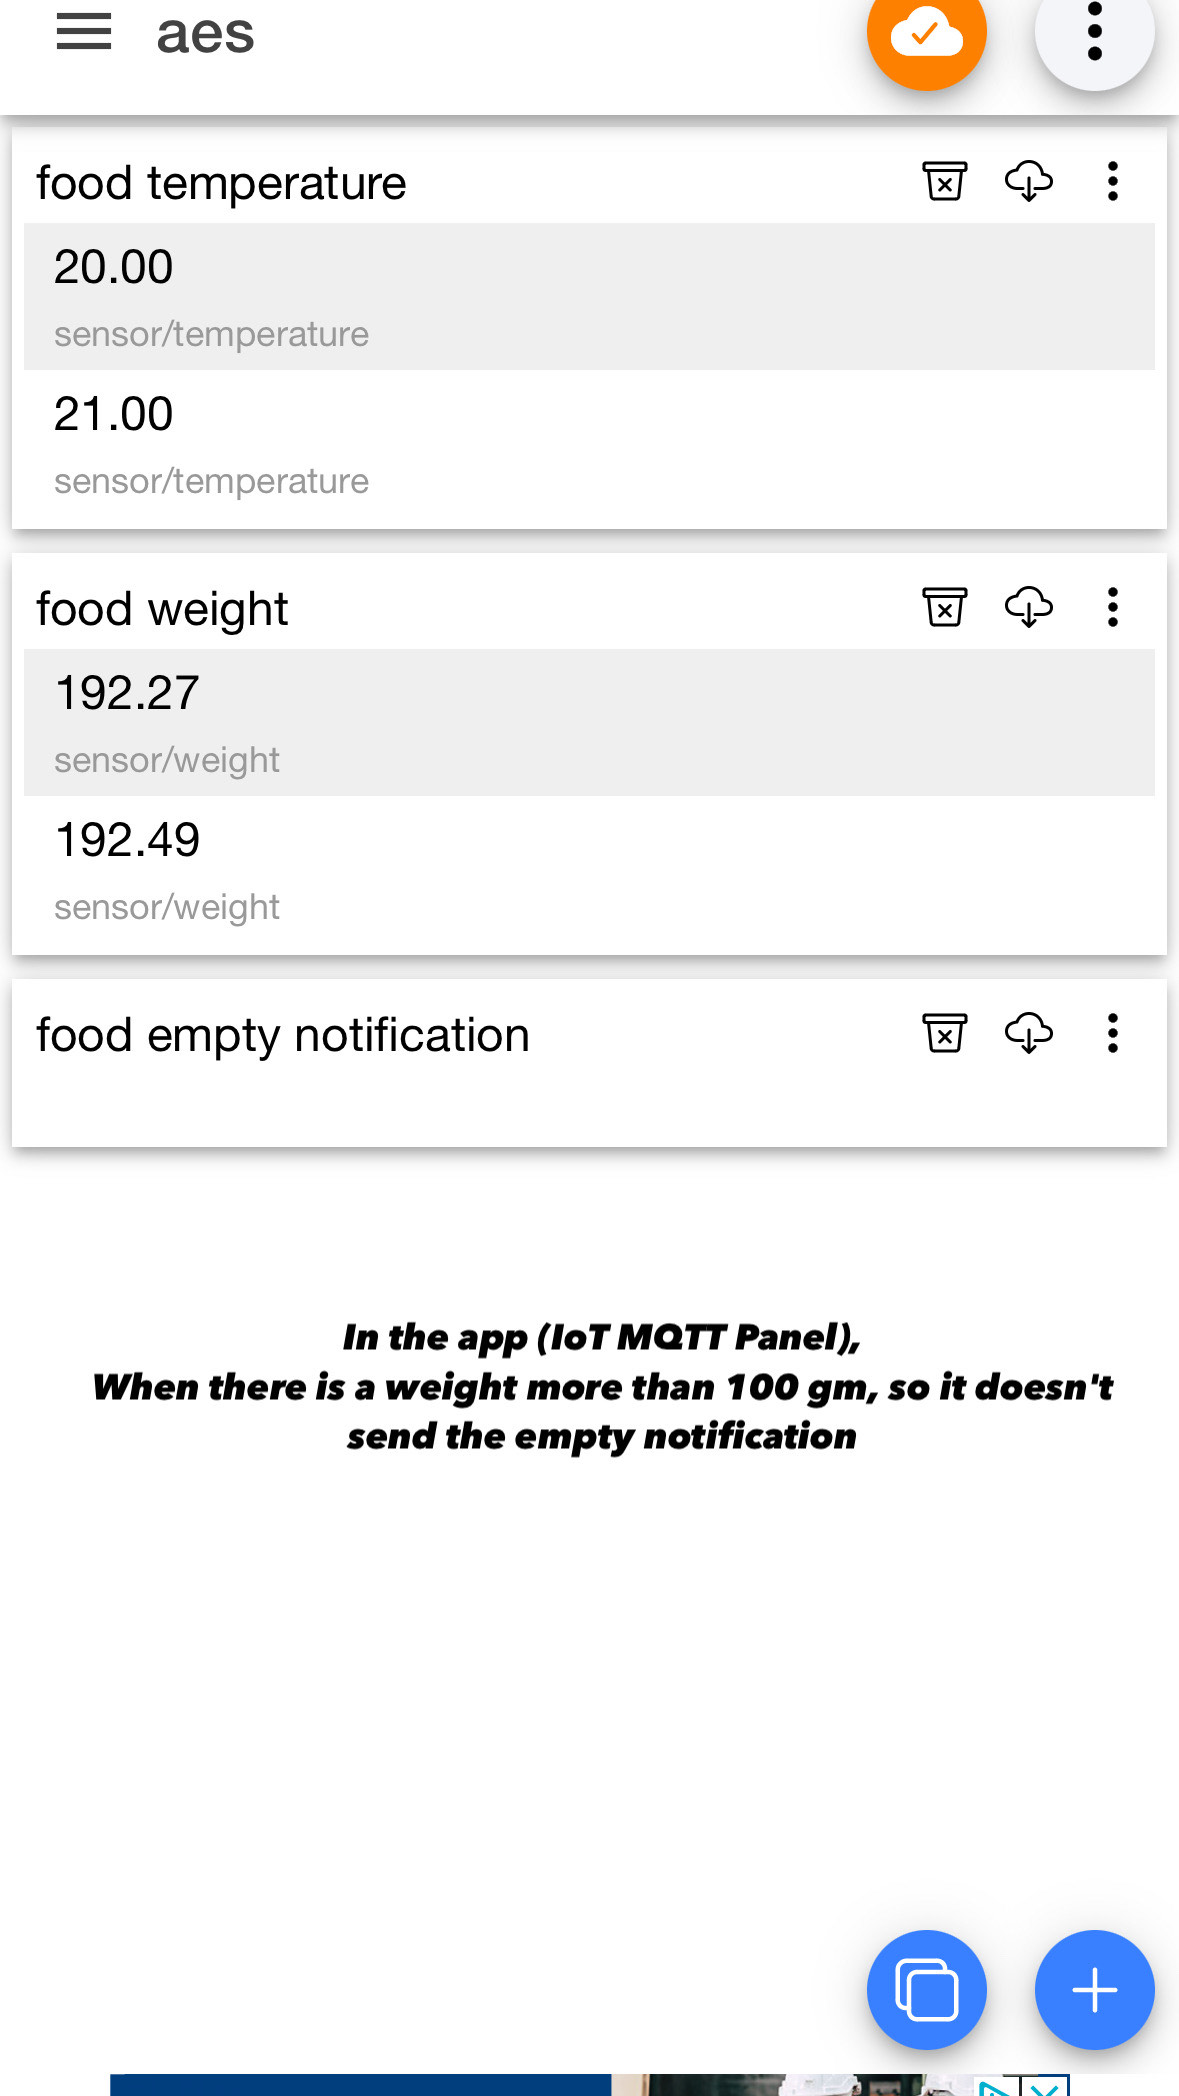 aes
food temperature
20.00
sensor/temperature
21.00
sensor/temperature
food weight
192.27
sensor/weight
192.49
sensor/weight
food empty notification
In the app (IoT MQTT Panel),
When there is a weight more than 100 gm, so it doesn't
send the empty notification